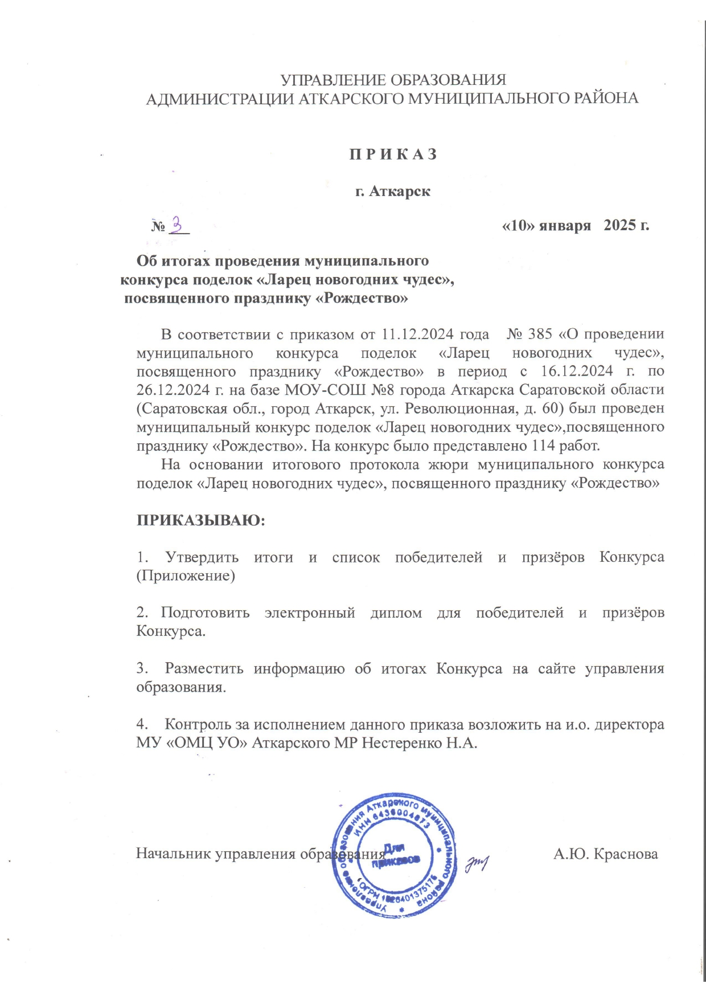 УПРАВЛЕНИЕ ОБРАЗОВАНИЯ
АДМИНИСТРАЦИИ АТКАРСКОГО МУНИЦИПАЛЬНОГО РАЙОНА
П Р И К А З
г. Аткарск
№ 3 «10» января 2025 г.
Об итогах проведения муниципального
конкурса поделок «Ларец новогодних чудес»,
посвященного празднику «Рождество»
В соответствии с приказом от 11.12.2024 года № 385 «О проведении
муниципального конкурса поделок «Ларец новогодних чудес»,
посвященного празднику «Рождество» в период с 16.12.2024 г. по
26.12.2024 г. на базе МОУ-СОШ №8 города Аткарска Саратовской области
(Саратовская обл., город Аткарск, ул. Революционная, д. 60) был проведен
муниципальный конкурс поделок «Ларец новогодних чудес»,посвященного
празднику «Рождество». На конкурс было представлено 114 работ.
На основании итогового протокола жюри муниципального конкурса
поделок «Ларец новогодних чудес», посвященного празднику «Рождество»
ПРИКАЗЫВАЮ:
1. Утвердить итоги и список победителей и призёров Конкурса
(Приложение)
2. Подготовить электронный диплом для победителей и призёров
Конкурса.
3. Разместить информацию об итогах Конкурса на сайте управления
образования.
4. Контроль за исполнением данного приказа возложить на и.о. директора
МУ «ОМЦ УО» Аткарского МР Нестеренко Н.А.
Начальник управления образования А.Ю. Краснова
Управление образования Аткарского муниципального района
ИНН
Для
приказов
ОГРН